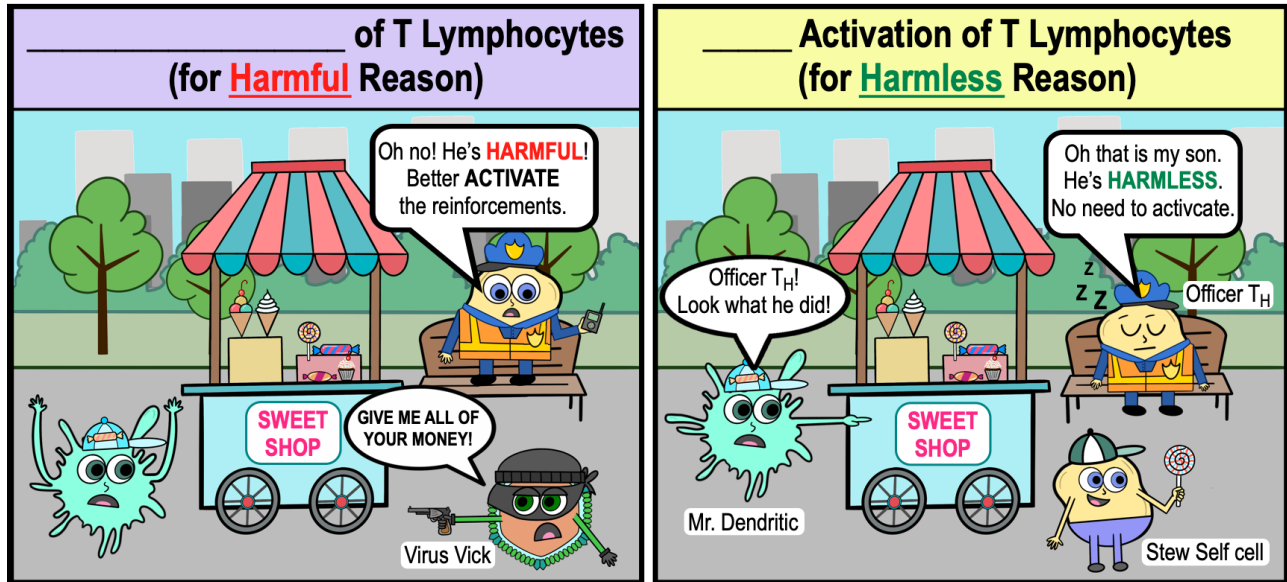 ___________________ of T Lymphocytes
(for Harmful Reason)
Oh no! He's HARMFUL!
Better ACTIVATE
the reinforcements.
SWEET
SHOP
GIVE ME ALL OF
YOUR MONEY!
Virus Vick
_____ Activation of T Lymphocytes
(for Harmless Reason)
Oh that is my son.
He's HARMLESS.
No need to activcate.
Officer TH!
Look what he did!
z
z
Z
Officer TH
SWEET
SHOP
Mr. Dendritic
Stew Self cell